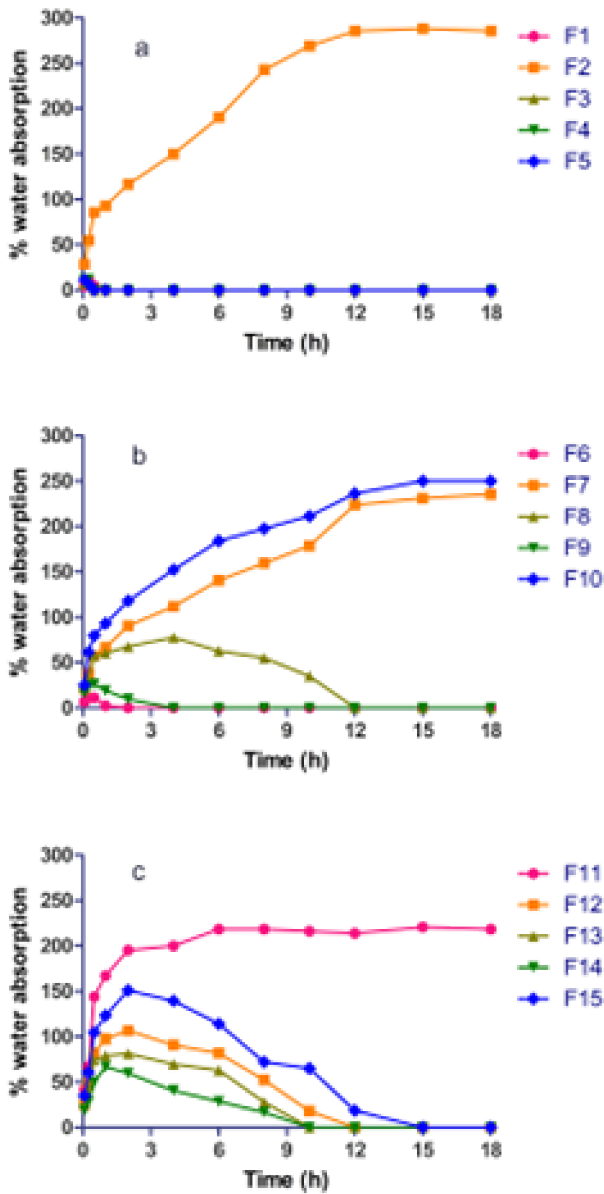 a
300
250
200
150
100
50
0
% water absorption
0 3 6 9 12 15 18
Time (h)
F1
F2
F3
F4
F5
b
300
250
200
150
100
50
0
% water absorption
0 3 6 9 12 15 18
Time (h)
F6
F7
F8
F9
F10
c
300
250
200
150
100
50
0
% water absorption
0 3 6 9 12 15 18
Time (h)
F11
F12
F13
F14
F15